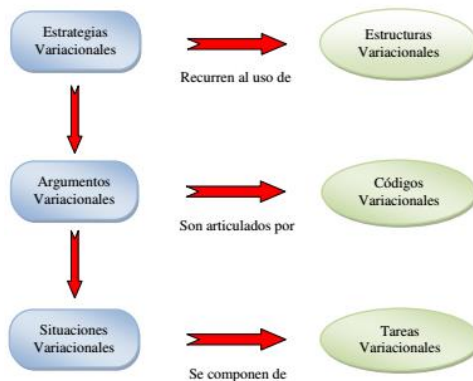 Estrategias
Variacionales
Recurren al uso de
Estructuras
Variacionales
Argumentos
Variacionales
Son articulados por
Códigos
Variacionales
Situaciones
Variacionales
Se componen de
Tareas
Variacionales